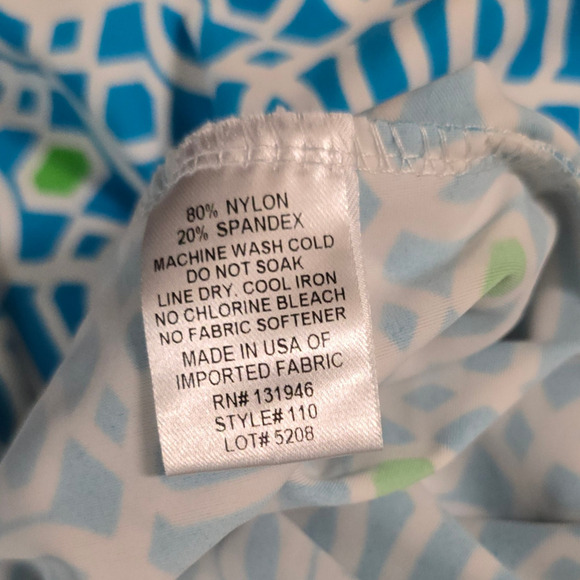 80% NYLON
20% SPANDEX
MACHINE WASH COLD
DO NOT SOAK
LINE DRY. COOL IRON
NO CHLORINE BLEACH
NO FABRIC SOFTENER
MADE IN USA OF
IMPORTED FABRIC
RN# 131946
STYLE# 110
LOT# 5208